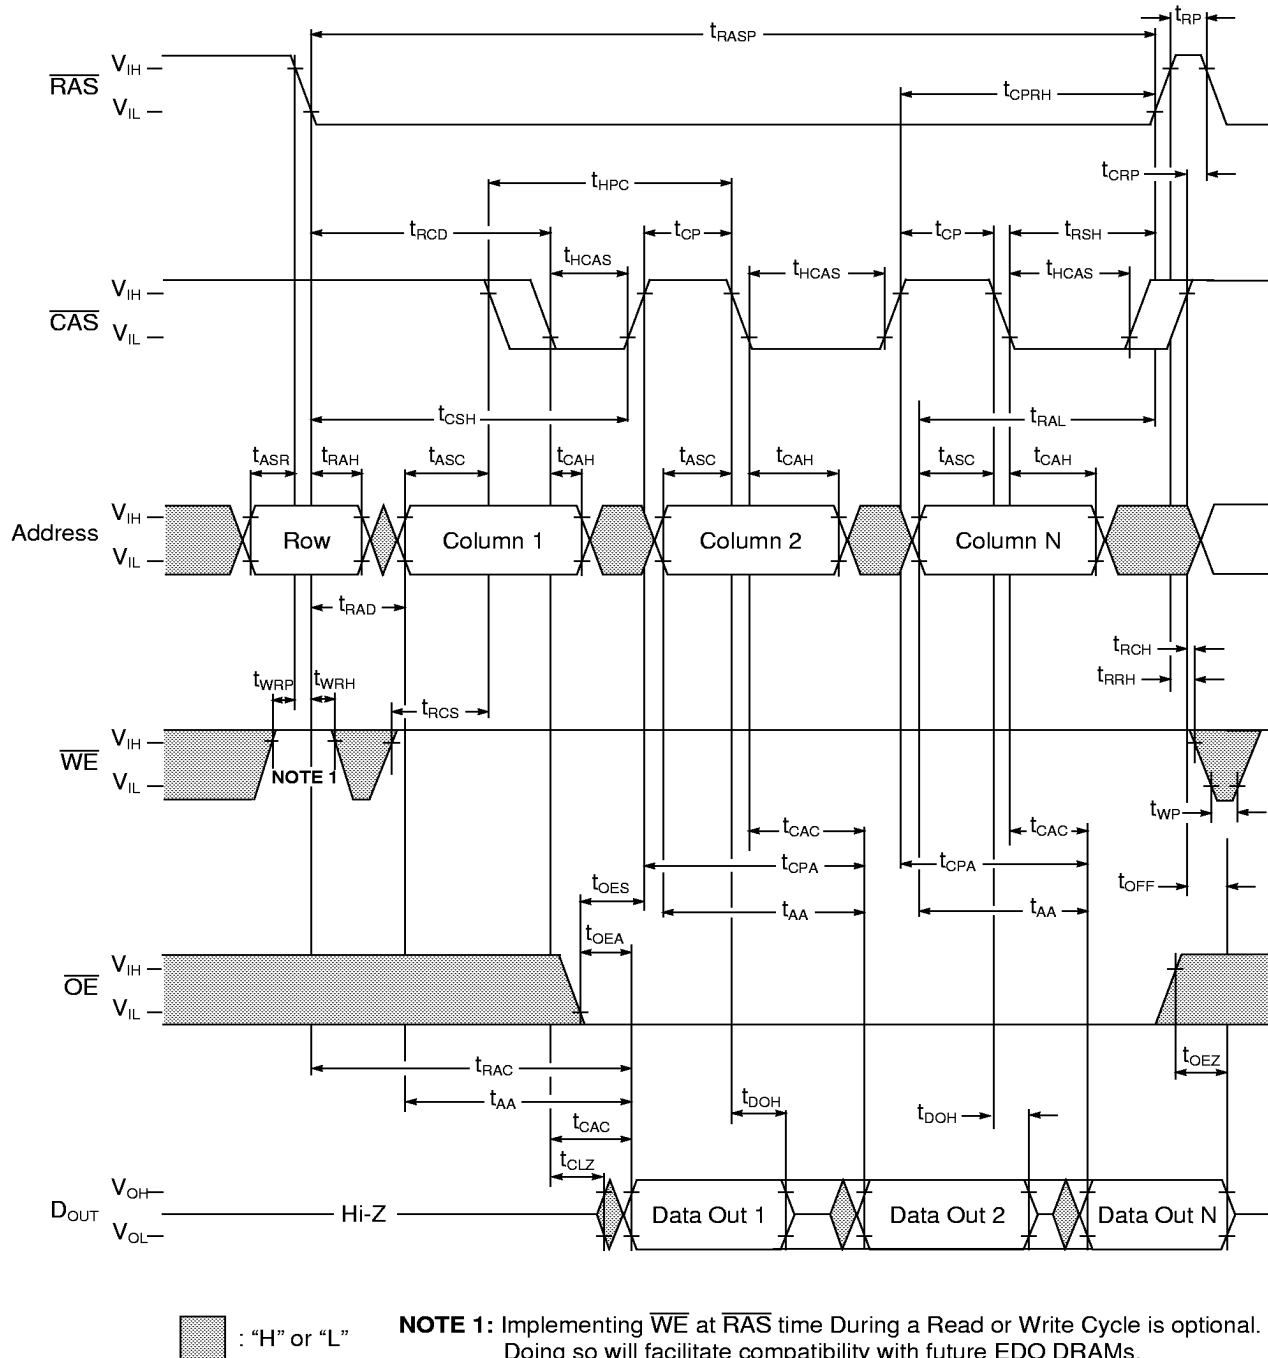 tRP
tRASP
VIH
RAS
tCPRH
VIL
tCRP
tHPC
tRCD
tCP
tCP
tRSH
tHCAS
tHCAS
tHCAS
VIH
CAS
VIL
tCSH
tRAL
tASR
tRAH
tASC
tCAH
tASC
tCAH
tASC
tCAH
VIH
Address
Row
Column 1
Column 2
Column N
VIL
tRAD
tRCH
tWRP
tWRH
tRRH
tRCS
VIH
WE
NOTE 1
VIL
tWP
tCAC
tCAC
tCPA
tCPA
tOES
tOFF
tAA
tAA
tOEA
VIH
OE
VIL
tRAC
tOEZ
tAA
tDOH
tDOH
tCAC
tCLZ
VOH
DOUT
Hi-Z
Data Out 1
Data Out 2
Data Out N
VOL
: “H” or “L”
NOTE 1: Implementing WE at RAS time During a Read or Write Cycle is optional.
Doing so will facilitate compatibility with future EDO DRAMs.